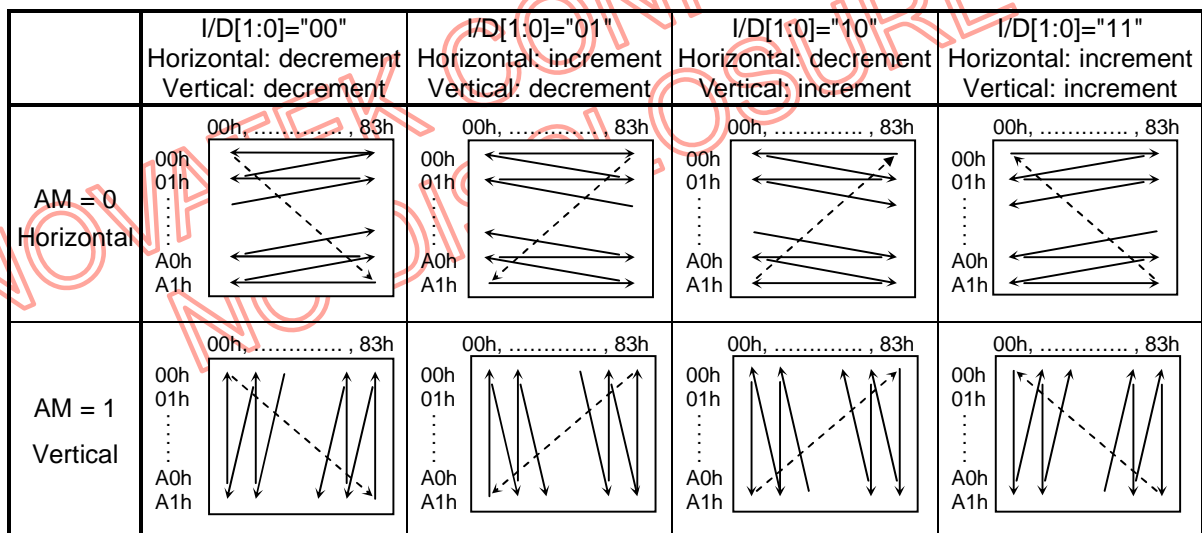 I/D[1:0]="00"
Horizontal: decrement
Vertical: decrement
I/D[1:0]="01"
Horizontal: increment
Vertical: decrement
I/D[1:0]="10"
Horizontal: decrement
Vertical: increment
I/D[1:0]="11"
Horizontal: increment
Vertical: increment
AM = 0
Horizontal
00h, …………. , 83h
00h
01h
A0h
A1h
00h, …………. , 83h
00h
01h
A0h
A1h
00h, …………. , 83h
00h
01h
A0h
A1h
00h, …………. , 83h
00h
01h
A0h
A1h
AM = 1
Vertical
00h, …………. , 83h
00h
01h
A0h
A1h
00h, …………. , 83h
00h
01h
A0h
A1h
00h, …………. , 83h
00h
01h
A0h
A1h
00h, …………. , 83h
00h
01h
A0h
A1h
NOVATEK
NO DISCLOSURE